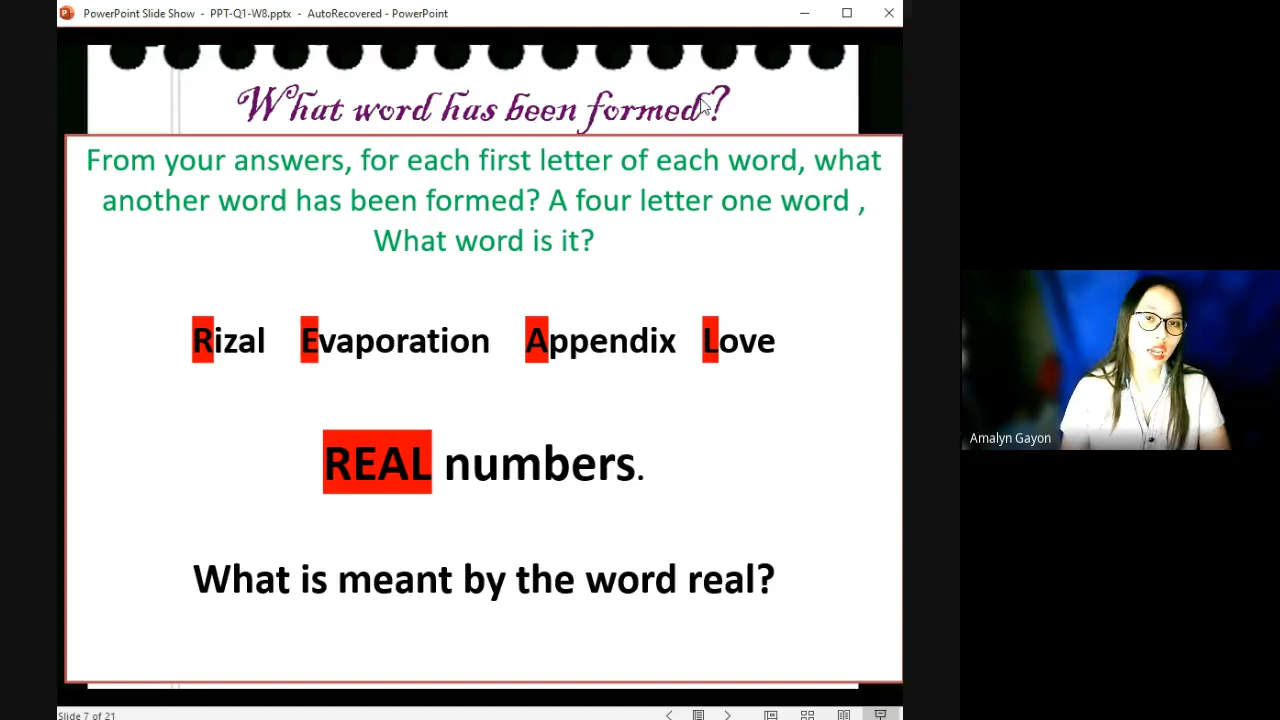 PowerPoint Slide Show - PPT-Q1-W8.pptx - AutoRecovered - PowerPoint
What word has been formed?
From your answers, for each first letter of each word, what
another word has been formed? A four letter one word ,
What word is it?
Rizal Evaporation Appendix Love
REAL numbers.
What is meant by the word real?
Amalyn Gayon
Slide 7 of 21